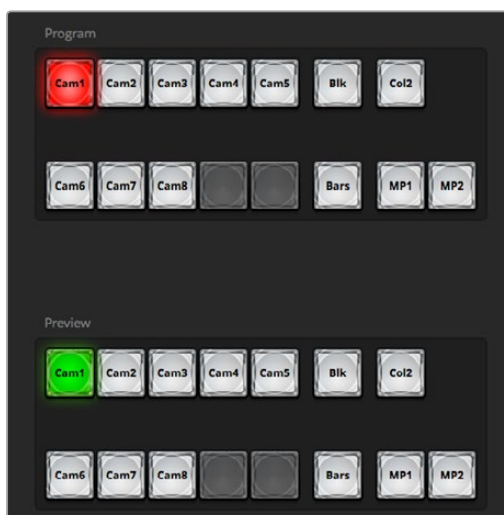 Program
Cam1 Cam2 Cam3 Cam4 Cam5 Blk Col2
Cam6 Cam7 Cam8 Bars MP1 MP2
Preview
Cam1 Cam2 Cam3 Cam4 Cam5 Blk Col2
Cam6 Cam7 Cam8 Bars MP1 MP2